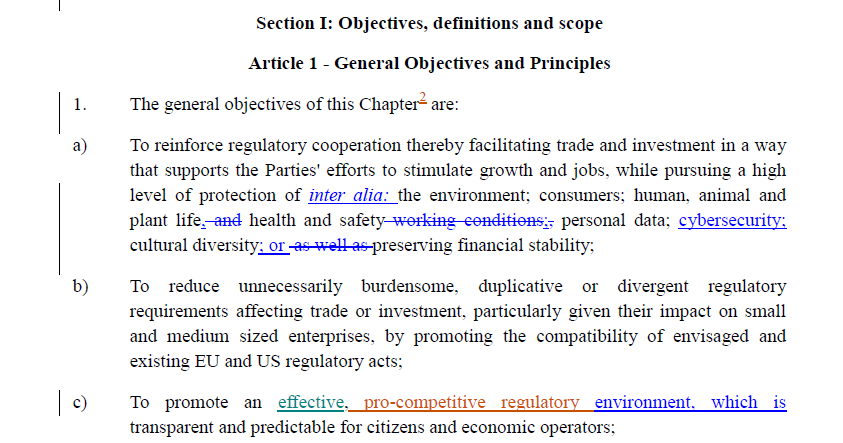 Section I: Objectives, definitions and scope
Article 1 - General Objectives and Principles
1. The general objectives of this Chapter2 are:
a) To reinforce regulatory cooperation thereby facilitating trade and investment in a way
that supports the Parties' efforts to stimulate growth and jobs, while pursuing a high
level of protection of inter alia: the environment; consumers; human, animal and
plant life, and health and safety working conditions;, personal data; cybersecurity;
cultural diversity; or as well as preserving financial stability;
b) To reduce unnecessarily burdensome, duplicative or divergent regulatory
requirements affecting trade or investment, particularly given their impact on small
and medium sized enterprises, by promoting the compatibility of envisaged and
existing EU and US regulatory acts;
c) To promote an effective, pro-competitive regulatory environment, which is
transparent and predictable for citizens and economic operators;